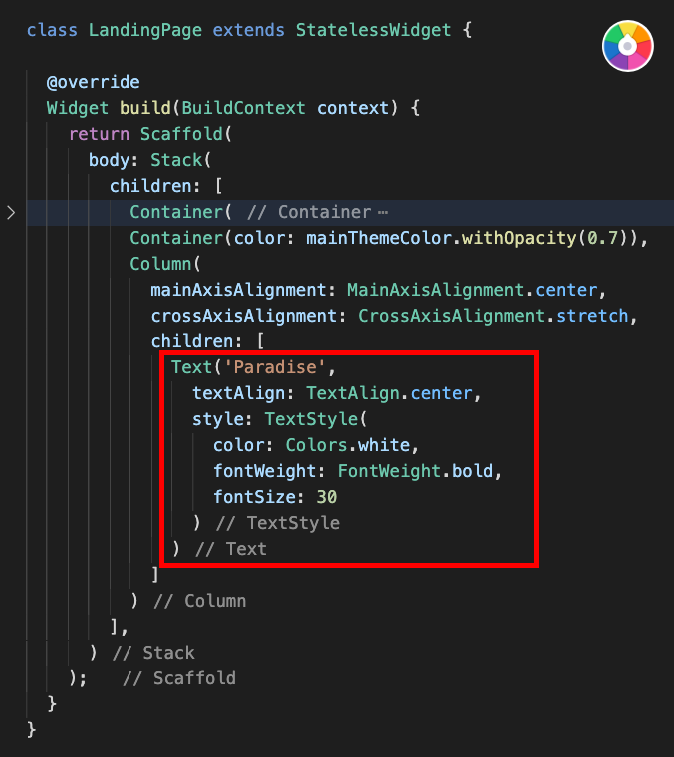 class LandingPage extends StatelessWidget {
@override
Widget build(BuildContext context) {
return Scaffold(
body: Stack(
children: [
Container( // Container ⋯
Container(color: mainThemeColor.withOpacity(0.7)),
Column(
mainAxisAlignment: MainAxisAlignment.center,
crossAxisAlignment: CrossAxisAlignment.stretch,
children: [
Text('Paradise',
textAlign: TextAlign.center,
style: TextStyle(
color: Colors.white,
fontWeight: FontWeight.bold,
fontSize: 30
) // TextStyle
) // Text
]
) // Column
],
) // Stack
); // Scaffold
}
}